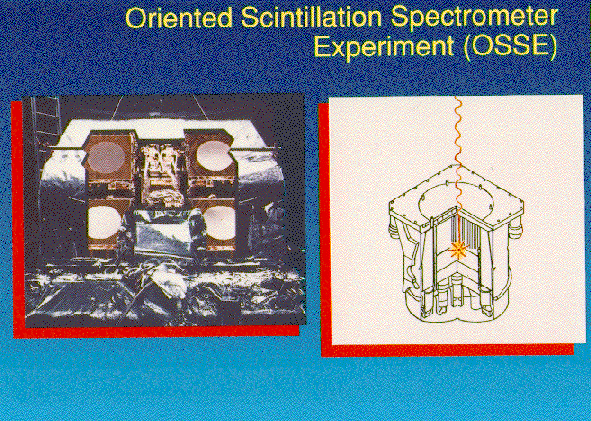 Oriented Scintillation Spectrometer
Experiment (OSSE)